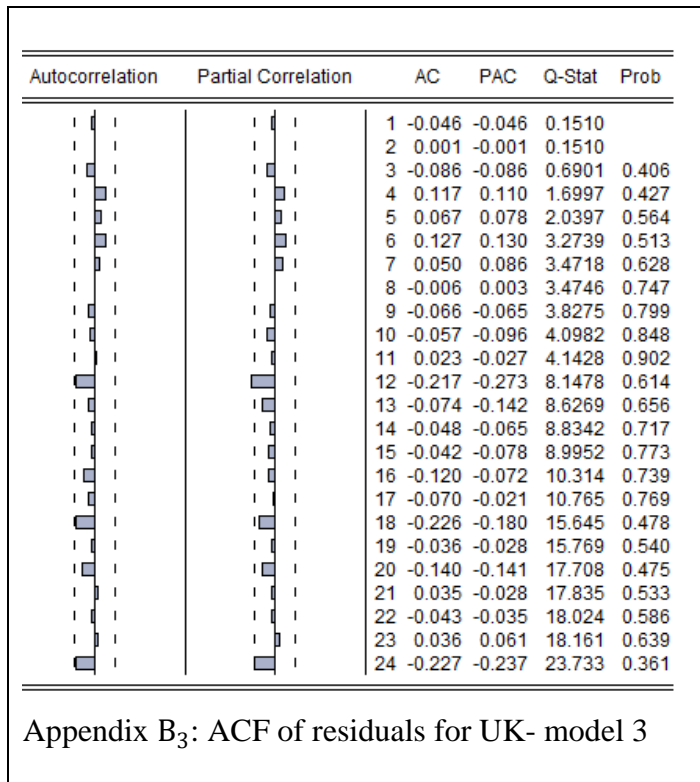 Autocorrelation Partial Correlation AC PAC Q-Stat Prob
1 -0.046 -0.046 0.1510
2 0.001 -0.001 0.1510
3 -0.086 -0.086 0.6901 0.406
4 0.117 0.110 1.6997 0.427
5 0.067 0.078 2.0397 0.564
6 0.127 0.130 3.2739 0.513
7 0.050 0.086 3.4718 0.628
8 -0.006 0.003 3.4746 0.747
9 -0.066 -0.065 3.8275 0.799
10 -0.057 -0.096 4.0982 0.848
11 0.023 -0.027 4.1428 0.902
12 -0.217 -0.273 8.1478 0.614
13 -0.074 -0.142 8.6269 0.656
14 -0.048 -0.065 8.8342 0.717
15 -0.042 -0.078 8.9952 0.773
16 -0.120 -0.072 10.314 0.739
17 -0.070 -0.021 10.765 0.769
18 -0.226 -0.180 15.645 0.478
19 -0.036 -0.028 15.769 0.540
20 -0.140 -0.141 17.708 0.475
21 0.035 -0.028 17.835 0.533
22 -0.043 -0.035 18.024 0.586
23 0.036 0.061 18.161 0.639
24 -0.227 -0.237 23.733 0.361
Appendix B₃: ACF of residuals for UK- model 3